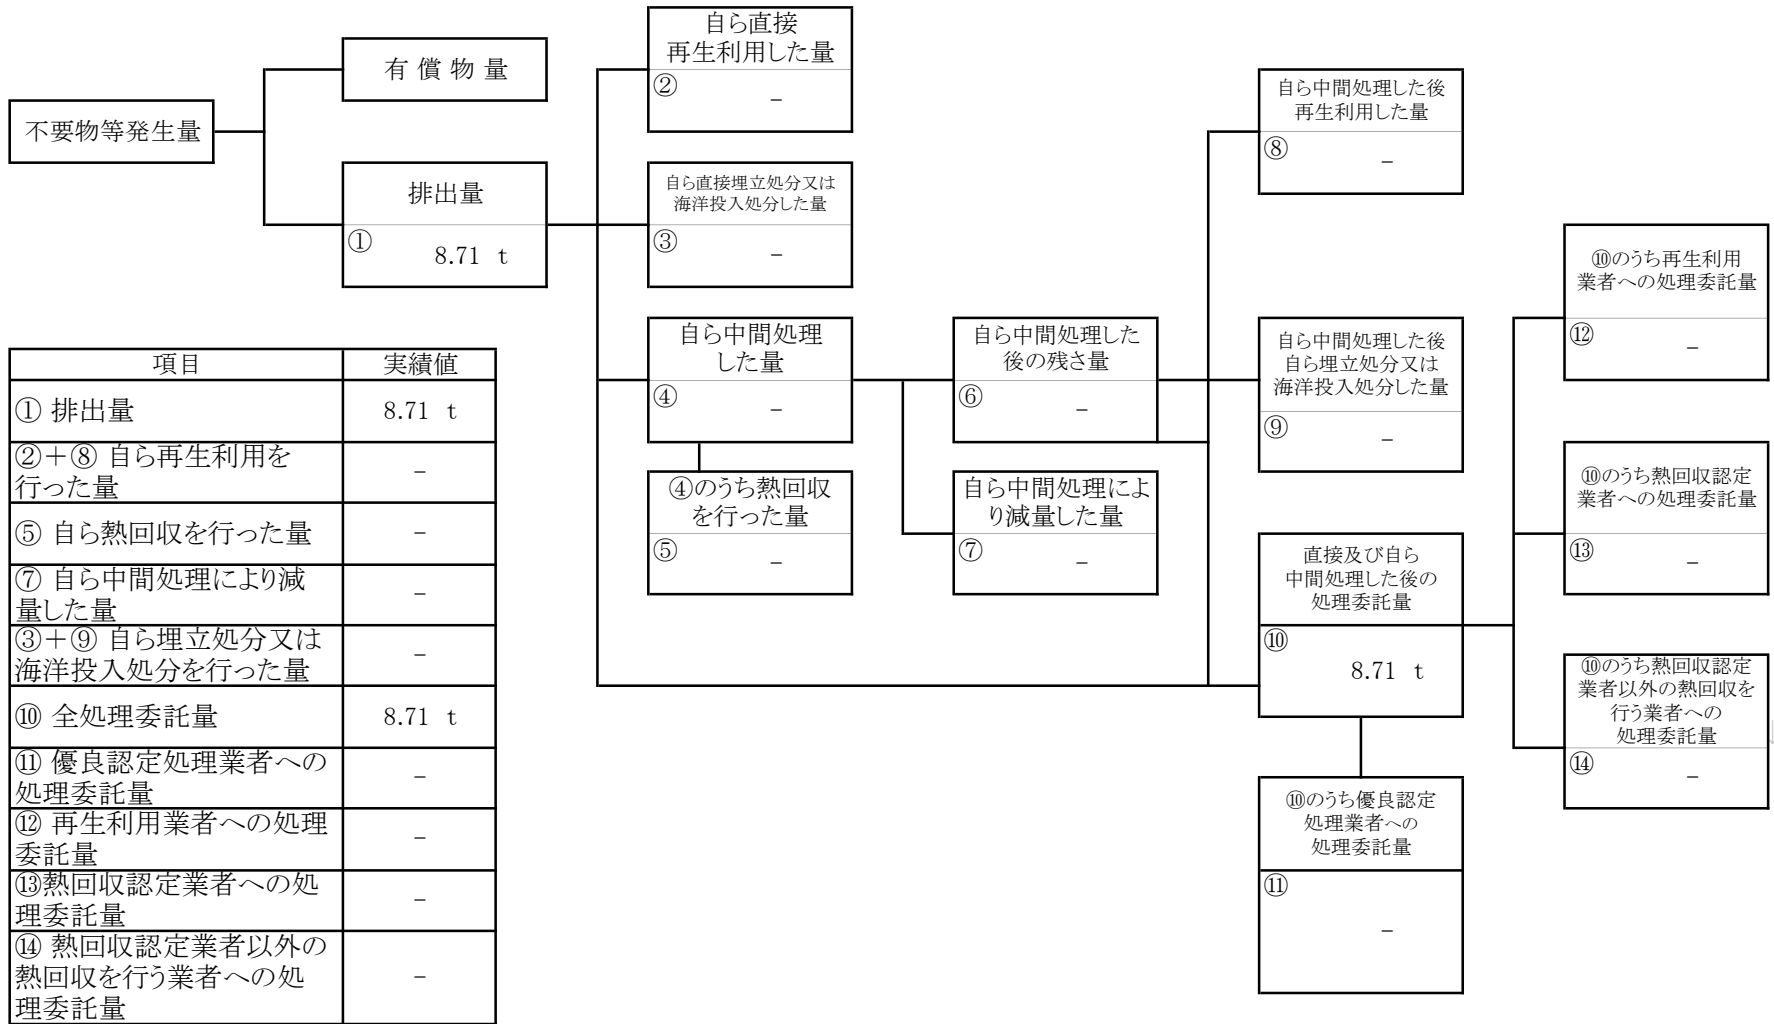 不要物等発生量
有 償 物 量
排出量
①
8.71 t
自ら直接
再生利用した量
②
－
自ら直接埋立処分又は
海洋投入処分した量
③
－
自ら中間処理
した量
④
－
④のうち熱回収
を行った量
⑤
－
自ら中間処理した
後の残さ量
⑥
－
自ら中間処理によ
り減量した量
⑦
－
自ら中間処理した後
再生利用した量
⑧
－
自ら中間処理した後
自ら埋立処分又は
海洋投入処分した量
⑨
－
直接及び自ら
中間処理した後の
処理委託量
⑩
8.71 t
⑩のうち優良認定
処理業者への
処理委託量
⑪
－
⑩のうち再生利用
業者への処理委託量
⑫
－
⑩のうち熱回収認定
業者への処理委託量
⑬
－
⑩のうち熱回収認定
業者以外の熱回収を
行う業者への
処理委託量
⑭
－
項目 実績値
① 排出量 8.71 t
②＋⑧ 自ら再生利用を
行った量
－
⑤ 自ら熱回収を行った量 －
⑦ 自ら中間処理により減
量した量
－
③＋⑨ 自ら埋立処分又は
海洋投入処分を行った量
－
⑩ 全処理委託量 8.71 t
⑪ 優良認定処理業者への
処理委託量
－
⑫ 再生利用業者への処理
委託量
－
⑬熱回収認定業者への処
理委託量
－
⑭ 熱回収認定業者以外の
熱回収を行う業者への処
理委託量
－